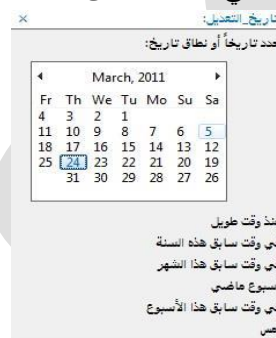 تاريخ_التعديل:
حدد تاريخاً أو نطاق تاريخ:
March, 2011
Fr Th We Tu Mo Su Sa
4 3 2 1
11 10 9 8 7 6 5
18 17 16 15 14 13 12
25 24 23 22 21 20 19
31 30 29 28 27 26
منذ وقت طويل
في وقت سابق هذه السنة
في وقت سابق هذا الشهر
أسبوع ماضي
في وقت سابق هذا الأسبوع